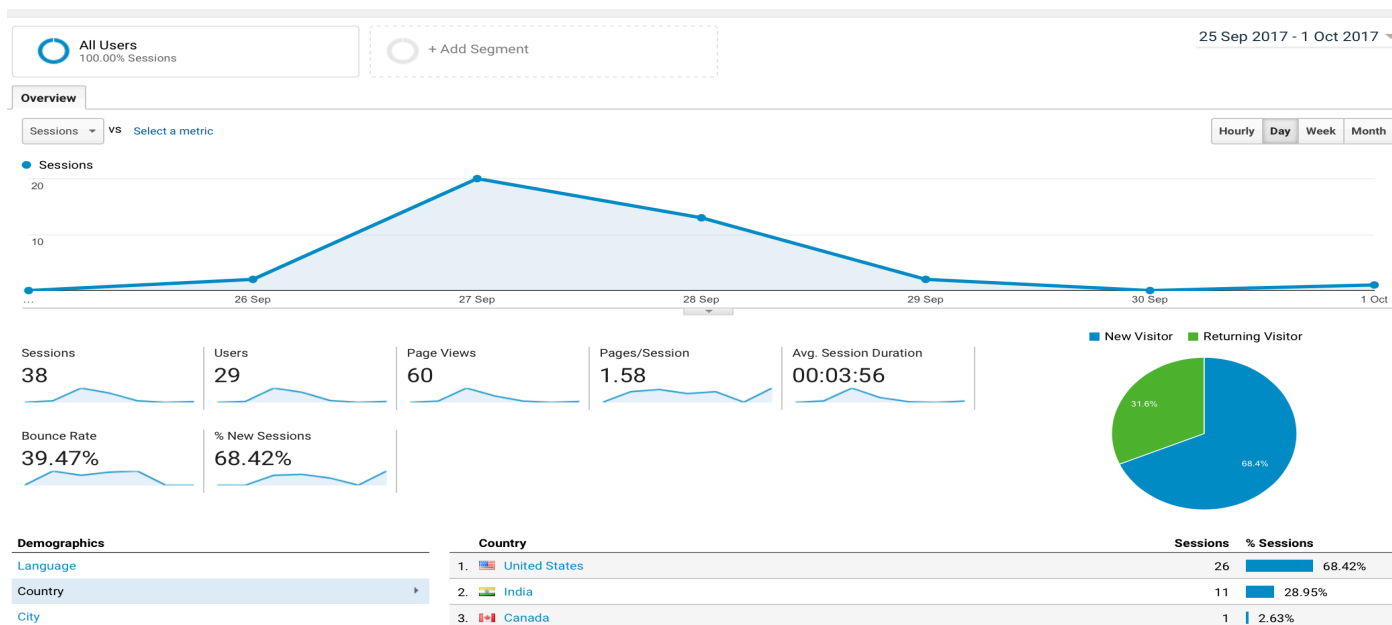 All Users
100.00% Sessions
+ Add Segment
25 Sep 2017 - 1 Oct 2017
Overview
Sessions vs Select a metric
Hourly Day Week Month
Sessions
20
10
... 26 Sep 27 Sep 28 Sep 29 Sep 30 Sep 1 Oct
New Visitor Returning Visitor
Sessions Users Page Views Pages/Session Avg. Session Duration
38 29 60 1.58 00:03:56
31.6%
68.4%
Bounce Rate % New Sessions
39.47% 68.42%
Demographics Country Sessions % Sessions
Language 1. United States 26 68.42%
Country 2. India 11 28.95%
City 3. Canada 1 2.63%